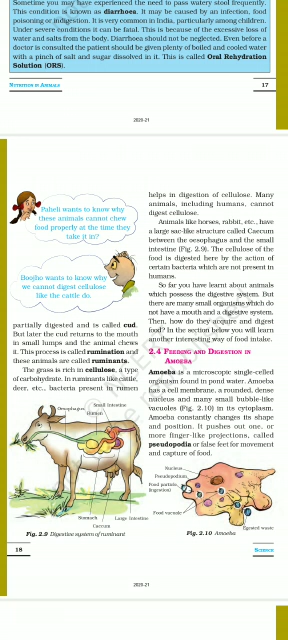 Sometime you may have experienced the need to pass watery stool frequently.
This condition is known as diarrhoea. It may be caused by an infection, food
poisoning or indigestion. It is very common in India, particularly among children.
Under severe conditions it can be fatal. This is because of the excessive loss of
water and salts from the body. Diarrhoea should not be neglected. Even before a
doctor is consulted the patient should be given plenty of boiled and cooled water
with a pinch of salt and sugar dissolved in it. This is called Oral Rehydration
Solution (ORS).
NUTRITION IN ANIMALS
17
2020-21
Paheli wants to know why
these animals cannot chew
food properly at the time they
take it in?
Boojho wants to know why
we cannot digest cellulose
like the cattle do.
partially digested and is called cud.
But later the cud returns to the mouth
in small lumps and the animal chews
it. This process is called rumination and
these animals are called ruminants.
The grass is rich in cellulose, a type
of carbohydrate. In ruminants like cattle,
deer, etc., bacteria present in rumen
Oesophagus
Small Intestine
Rumen
Stomach
Large Intestine
Caecum
Fig. 2.9 Digestive system of ruminant
helps in digestion of cellulose. Many
animals, including humans, cannot
digest cellulose.
Animals like horses, rabbit, etc., have
a large sac-like structure called Caecum
between the oesophagus and the small
intestine (Fig. 2.9). The cellulose of the
food is digested here by the action of
certain bacteria which are not present in
humans.
So far you have learnt about animals
which possess the digestive system. But
there are many small organisms which do
not have a mouth and a digestive system.
Then, how do they acquire and digest
food? In the section below you will learn
another interesting way of food intake.
2.4 FEEDING AND DIGESTION IN
AMOEBA
Amoeba is a microscopic single-celled
organism found in pond water. Amoeba
has a cell membrane, a rounded, dense
nucleus and many small bubble-like
vacuoles (Fig. 2.10) in its cytoplasm.
Amoeba constantly changes its shape
and position. It pushes out one, or
more finger-like projections, called
pseudopodia or false feet for movement
and capture of food.
Nucleus
Pseudopodium
Food particle
(ingestion)
Food vacuole
Egested waste
Fig. 2.10 Amoeba
18
SCIENCE
2020-21